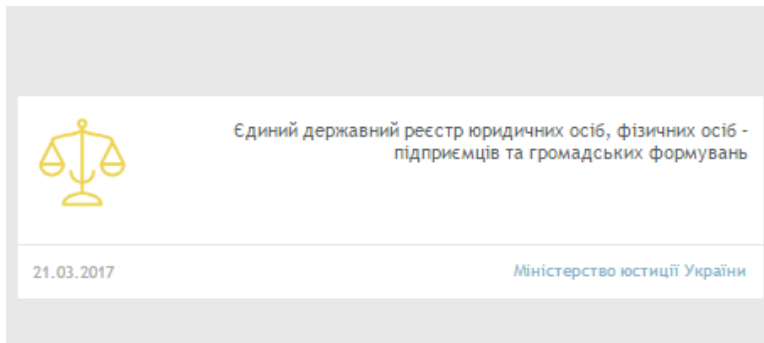 Єдиний державний реєстр юридичних осіб, фізичних осіб -
підприємців та громадських формувань
21.03.2017
Міністерство юстиції України